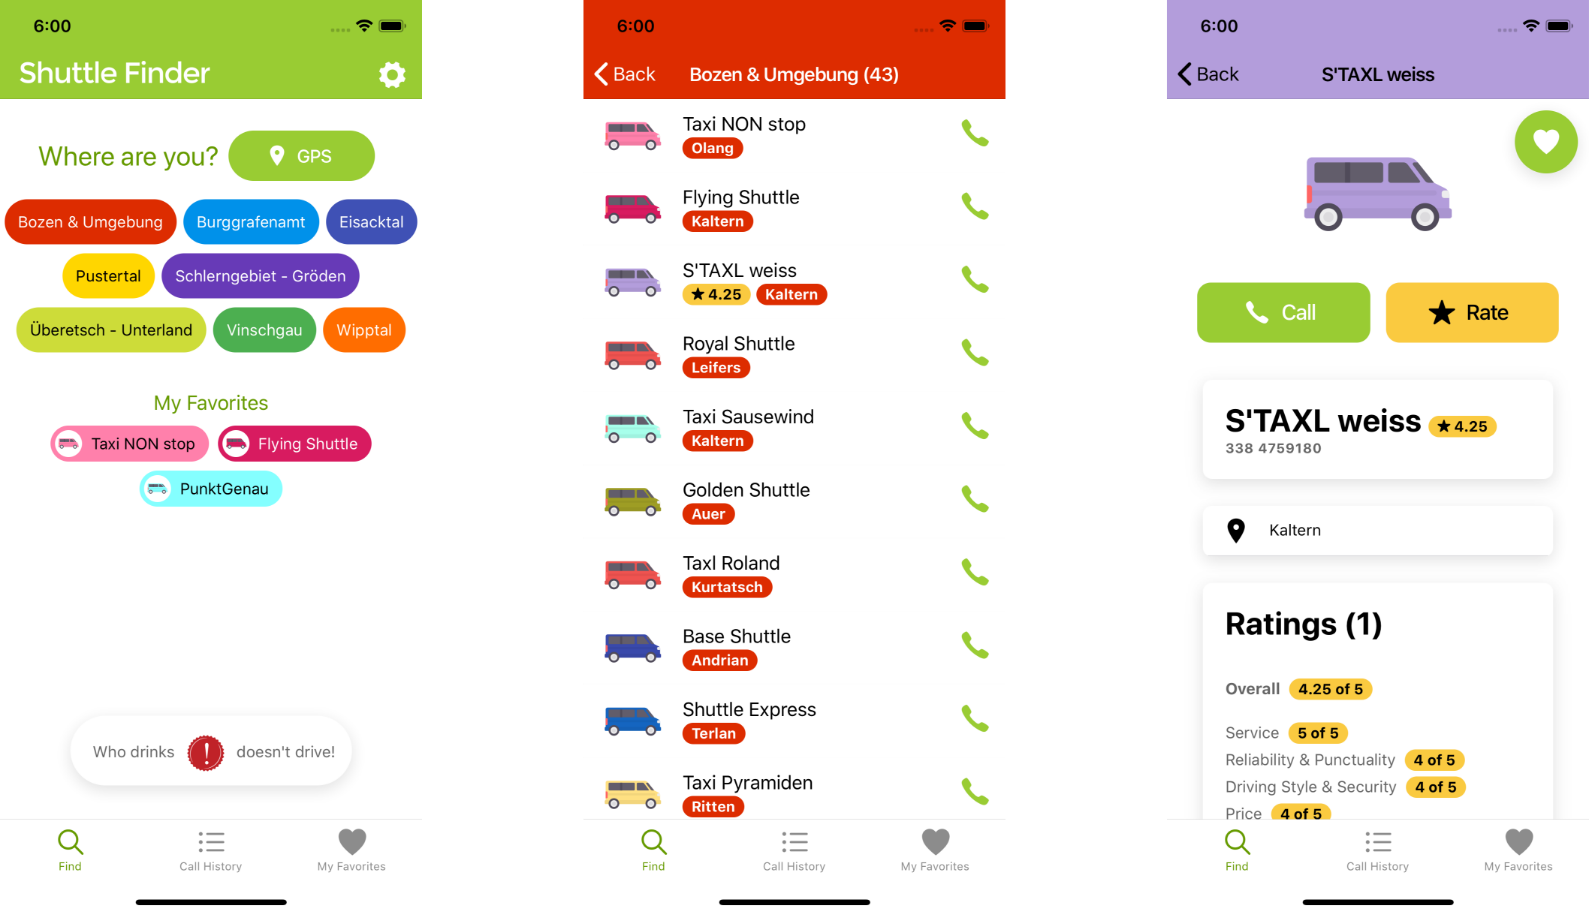 6:00
Shuttle Finder
Where are you?
GPS
Bozen & Umgebung
Burggrafenamt
Eisacktal
Pustertal
Schlerngebiet - Gröden
Überetsch - Unterland
Vinschgau
Wipptal
My Favorites
Taxi NON stop
Flying Shuttle
PunktGenau
Who drinks ! doesn't drive!
Find
Call History
My Favorites
6:00
Back
Bozen & Umgebung (43)
Taxi NON stop
Olang
Flying Shuttle
Kaltern
S'TAXL weiss
★ 4.25
Kaltern
Royal Shuttle
Leifers
Taxi Sausewind
Kaltern
Golden Shuttle
Auer
Taxl Roland
Kurtatsch
Base Shuttle
Andrian
Shuttle Express
Terlan
Taxi Pyramiden
Ritten
Find
Call History
My Favorites
6:00
Back
S'TAXL weiss
Call
Rate
S'TAXL weiss ★ 4.25
338 4759180
Kaltern
Ratings (1)
Overall 4.25 of 5
Service 5 of 5
Reliability & Punctuality 4 of 5
Driving Style & Security 4 of 5
Price 4 of 5
Find
Call History
My Favorites